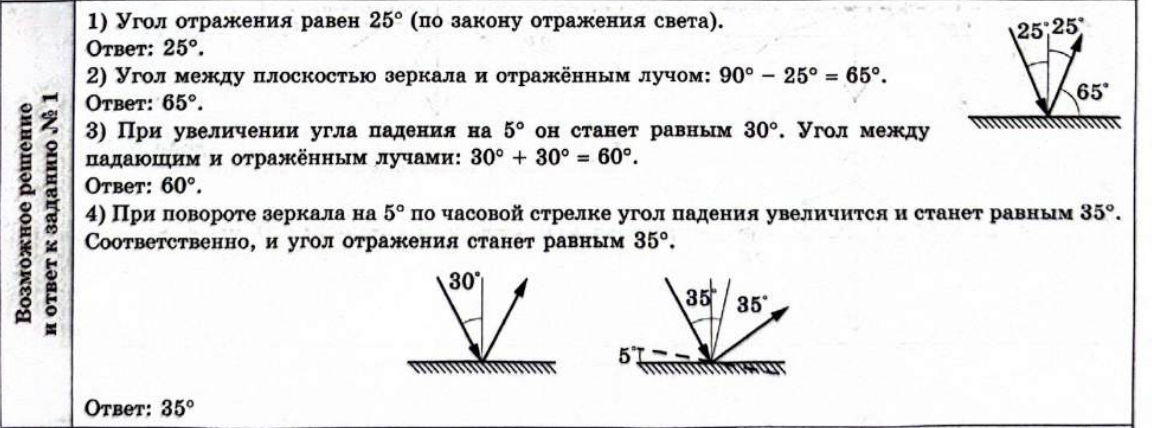 Возможное решение
и ответ к заданию № 1
1) Угол отражения равен 25° (по закону отражения света).
Ответ: 25°.
2) Угол между плоскостью зеркала и отражённым лучом: 90° − 25° = 65°.
Ответ: 65°.
3) При увеличении угла падения на 5° он станет равным 30°. Угол между
падающим и отражённым лучами: 30° + 30° = 60°.
Ответ: 60°.
25° 25°
65°
4) При повороте зеркала на 5° по часовой стрелке угол падения увеличится и станет равным 35°.
Соответственно, и угол отражения станет равным 35°.
30°
35° 35°
5°
Ответ: 35°